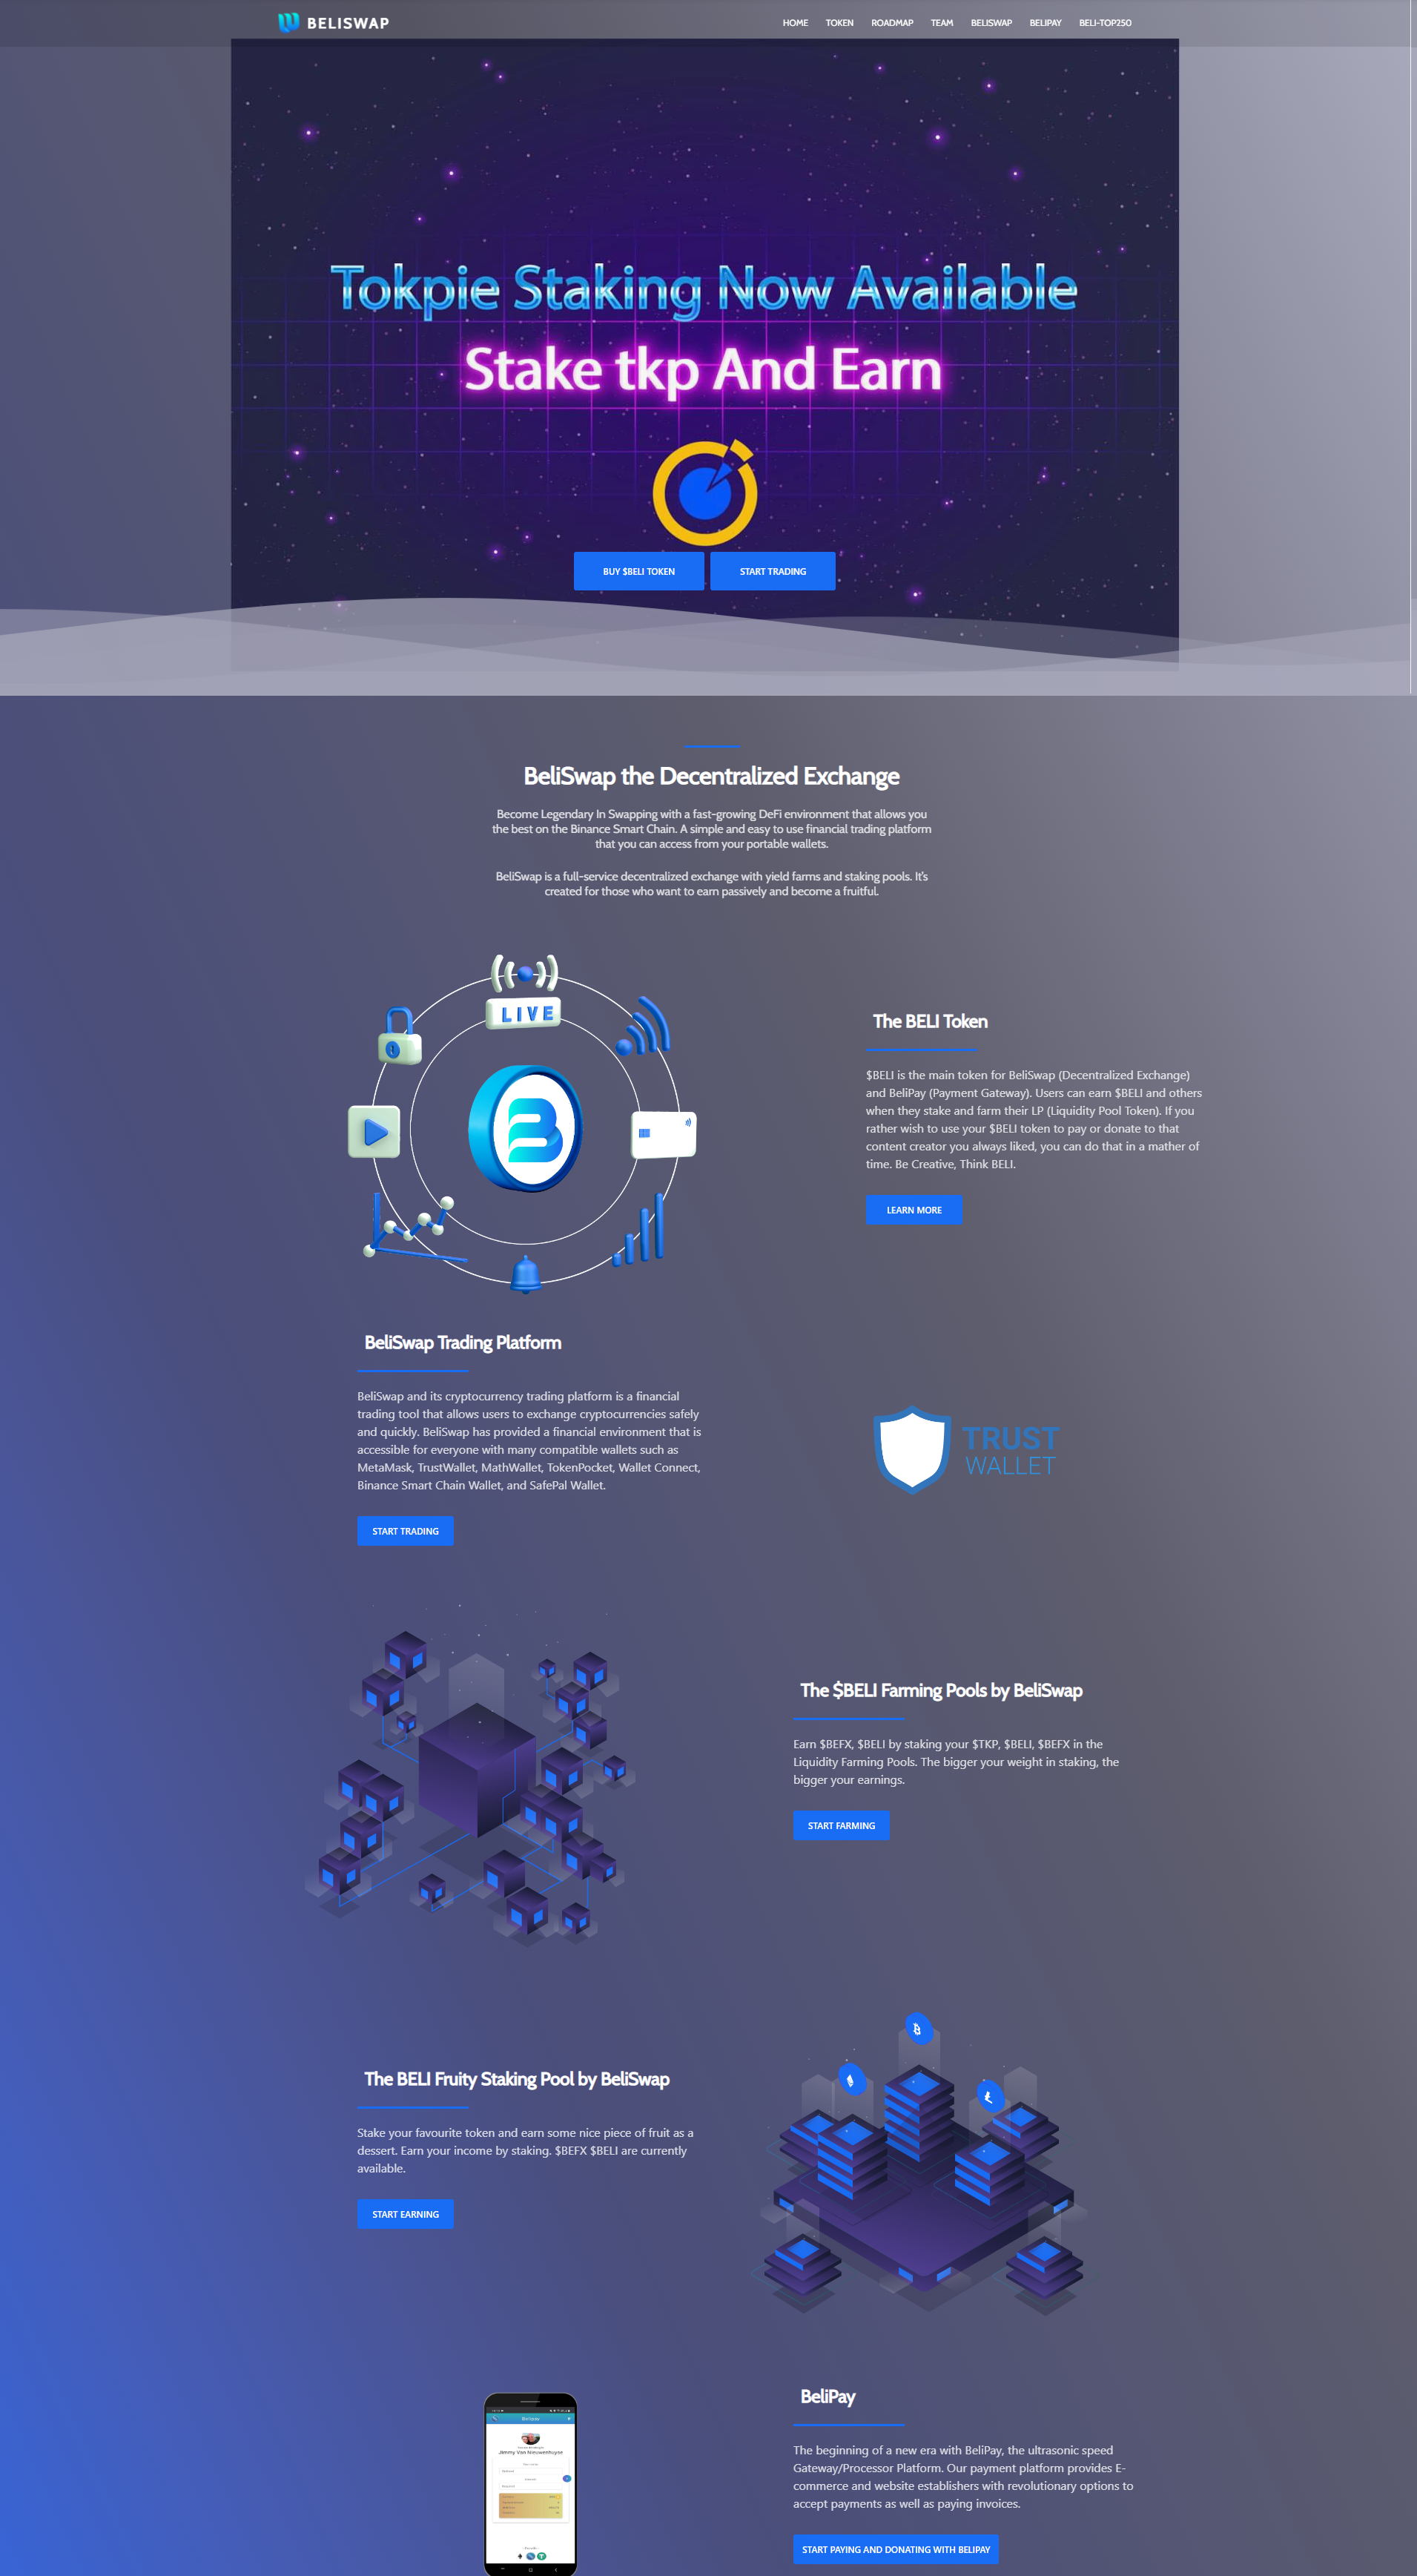 BELISWAP
HOME TOKEN ROADMAP TEAM BELISWAP BELIPAY BELI-TOP250
Tokpie Staking Now Available
Stake tkp And Earn
BUY $BELI TOKEN START TRADING
BeliSwap the Decentralized Exchange
Become Legendary In Swapping with a fast-growing DeFi environment that allows you
the best on the Binance Smart Chain. A simple and easy to use financial trading platform
that you can access from your portable wallets.
BeliSwap is a full-service decentralized exchange with yield farms and staking pools. It's
created for those who want to earn passively and become a fruitful.
LIVE
The BELI Token
$BELI is the main token for BeliSwap (Decentralized Exchange)
and BeliPay (Payment Gateway). Users can earn $BELI and others
when they stake and farm their LP (Liquidity Pool Token). If you
rather wish to use your $BELI token to pay or donate to that
content creator you always liked, you can do that in a mather of
time. Be Creative, Think BELI.
LEARN MORE
BeliSwap Trading Platform
BeliSwap and its cryptocurrency trading platform is a financial
trading tool that allows users to exchange cryptocurrencies safely
and quickly. BeliSwap has provided a financial environment that is
accessible for everyone with many compatible wallets such as
MetaMask, TrustWallet, MathWallet, TokenPocket, Wallet Connect,
Binance Smart Chain Wallet, and SafePal Wallet.
START TRADING
TRUST
WALLET
The $BELI Farming Pools by BeliSwap
Earn $BEFX, $BELI by staking your $TKP, $BELI, $BEFX in the
Liquidity Farming Pools. The bigger your weight in staking, the
bigger your earnings.
START FARMING
The BELI Fruity Staking Pool by BeliSwap
Stake your favourite token and earn some nice piece of fruit as a
dessert. Earn your income by staking. $BEFX $BELI are currently
available.
START EARNING
BeliPay
The beginning of a new era with BeliPay, the ultrasonic speed
Gateway/Processor Platform. Our payment platform provides E-
commerce and website establishers with revolutionary options to
accept payments as well as paying invoices.
START PAYING AND DONATING WITH BELIPAY
Belipay
Jimmy Van Nieuwenhuyse